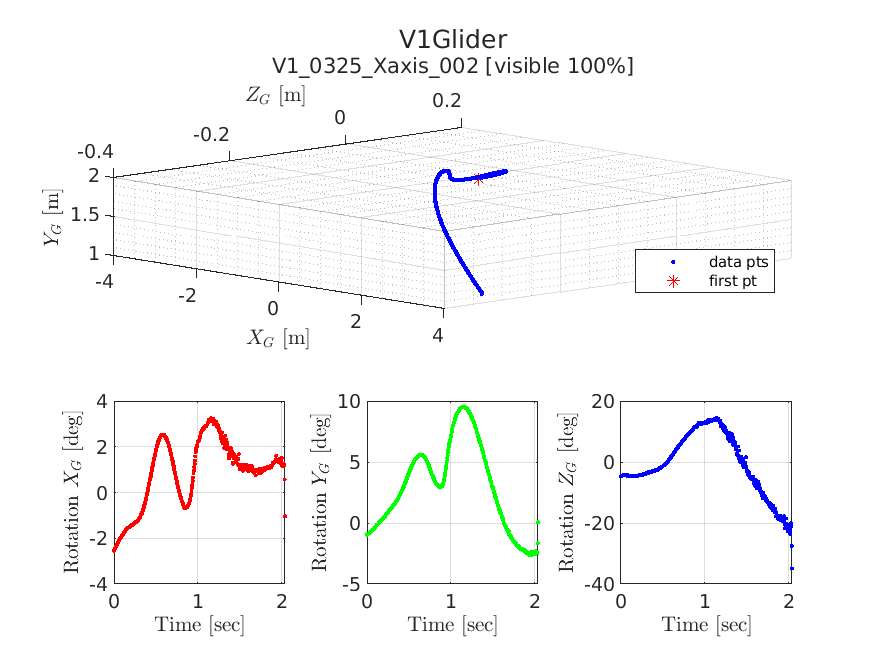 V1Glider
V1_0325_Xaxis_002 [visible 100%]
Z_G [m]
0.2
0
-0.2
-0.4
2
1.5
1
Y_G [m]
-4
-2
0
2
4
X_G [m]
data pts
first pt
4
2
0
-2
-4
Rotation X_G [deg]
0 1 2
Time [sec]
10
5
0
-5
Rotation Y_G [deg]
0 1 2
Time [sec]
20
0
-20
-40
Rotation Z_G [deg]
0 1 2
Time [sec]